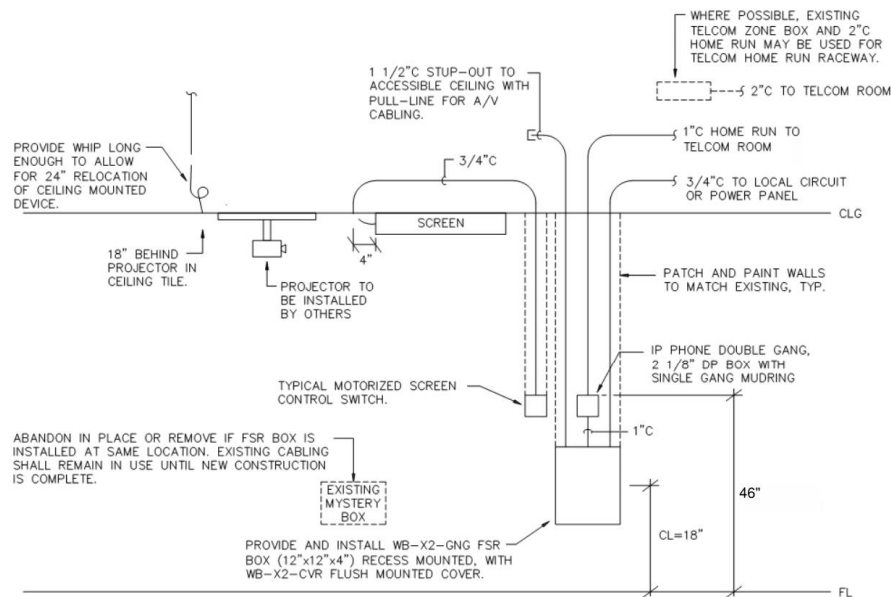 WHERE POSSIBLE, EXISTING
TELCOM ZONE BOX AND 2"C
HOME RUN MAY BE USED FOR
TELCOM HOME RUN RACEWAY.
2"C TO TELCOM ROOM
1 1/2"C STUP-OUT TO
ACCESSIBLE CEILING WITH
PULL-LINE FOR A/V
CABLING.
1"C HOME RUN TO
TELCOM ROOM
PROVIDE WHIP LONG
ENOUGH TO ALLOW
FOR 24" RELOCATION
OF CEILING MOUNTED
DEVICE.
3/4"C
3/4"C TO LOCAL CIRCUIT
OR POWER PANEL
SCREEN
CLG
18" BEHIND
PROJECTOR IN
CEILING TILE.
4"
PROJECTOR TO
BE INSTALLED
BY OTHERS
PATCH AND PAINT WALLS
TO MATCH EXISTING, TYP.
IP PHONE DOUBLE GANG,
2 1/8" DP BOX WITH
SINGLE GANG MUDRING
TYPICAL MOTORIZED SCREEN
CONTROL SWITCH.
1"C
ABANDON IN PLACE OR REMOVE IF FSR BOX IS
INSTALLED AT SAME LOCATION. EXISTING CABLING
SHALL REMAIN IN USE UNTIL NEW CONSTRUCTION
IS COMPLETE.
EXISTING
MYSTERY
BOX
46"
CL=18"
PROVIDE AND INSTALL WB-X2-GNG FSR
BOX (12"x12"x4") RECESS MOUNTED, WITH
WB-X2-CVR FLUSH MOUNTED COVER.
FL